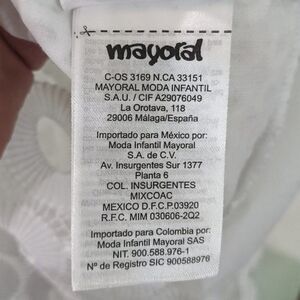 mayoral
C-OS 3169 N.CA 33151
MAYORAL MODA INFANTIL
S.A.U. / CIF A29076049
La Orotava, 118
29006 Málaga/España
Importado para México por:
Moda Infantil Mayoral
S.A. de C.V.
Av. Insurgentes Sur 1377
Planta 6
COL. INSURGENTES
MIXCOAC
MEXICO D.F.C.P.03920
R.F.C. MIM 030606-2Q2
Importado para Colombia por:
Moda Infantil Mayoral SAS
NIT. 900.588.976-1
Nº de Registro SIC 900588976